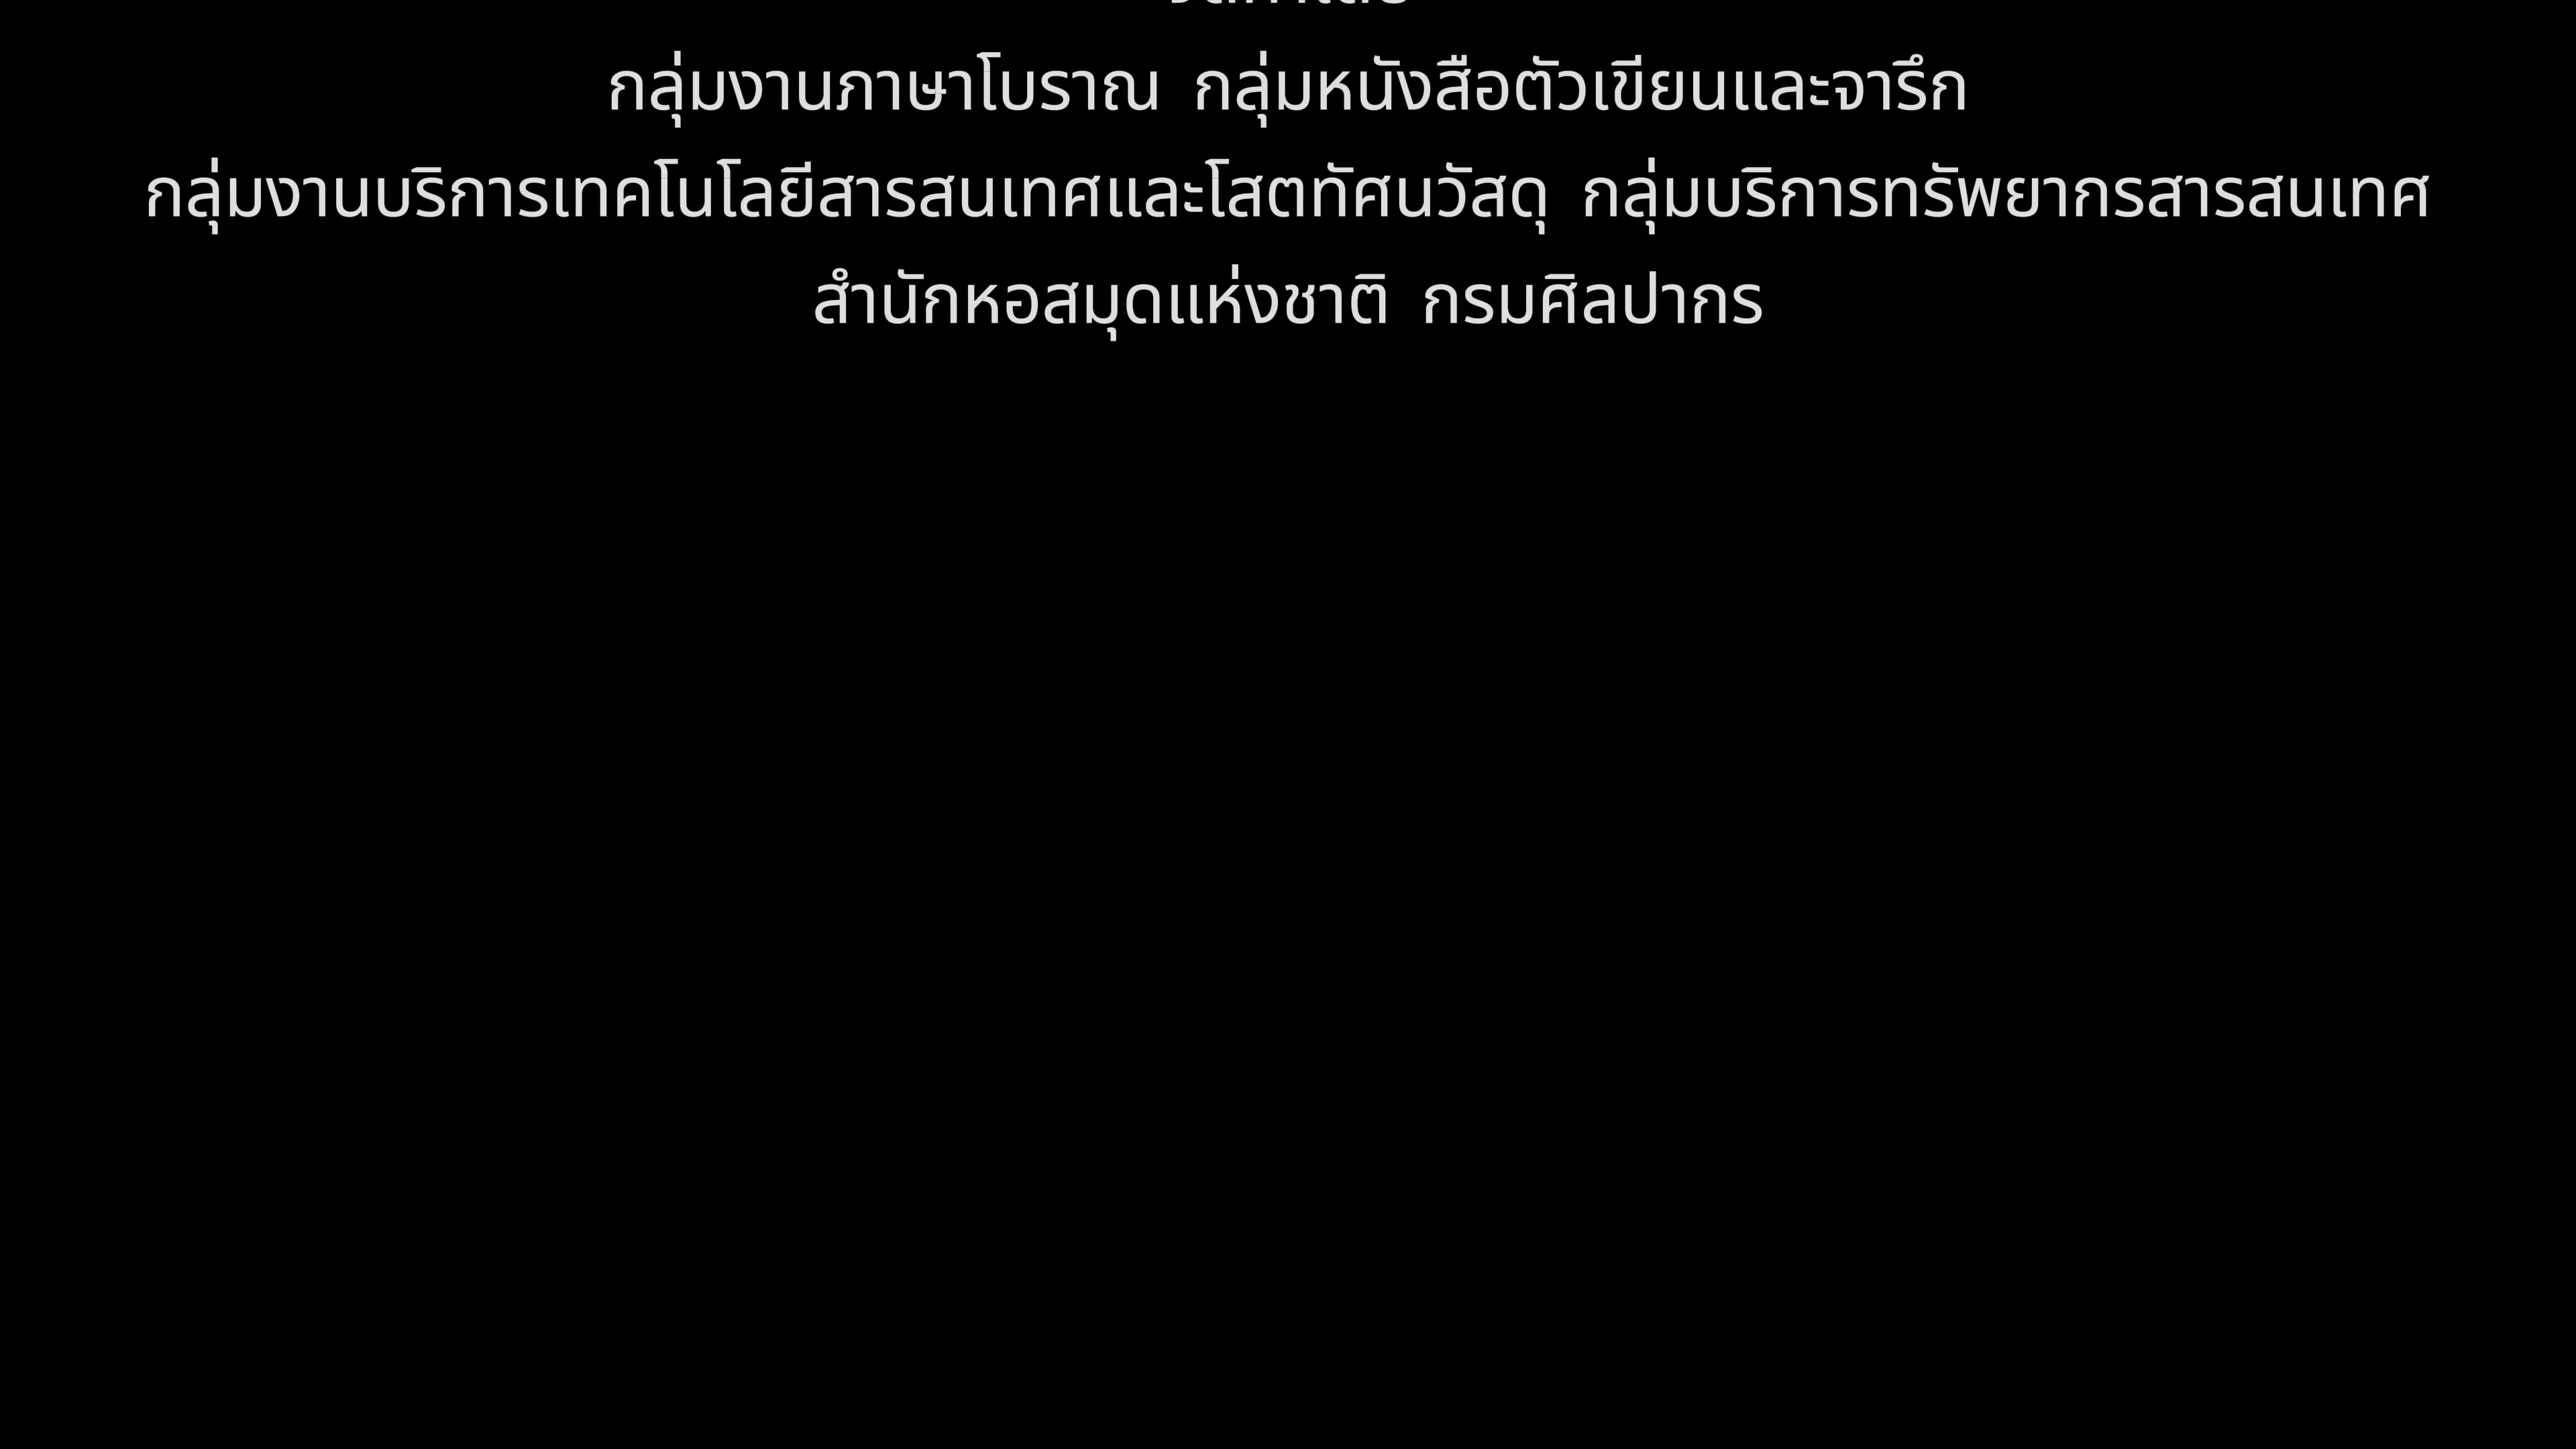 กลุ่มงานภาษาโบราณ กลุ่มหนังสือตัวเขียนและจารึก
กลุ่มงานบริการเทคโนโลยีสารสนเทศและโสตทัศนวัสดุ กลุ่มบริการทรัพยากรสารสนเทศ
สำนักหอสมุดแห่งชาติ กรมศิลปากร